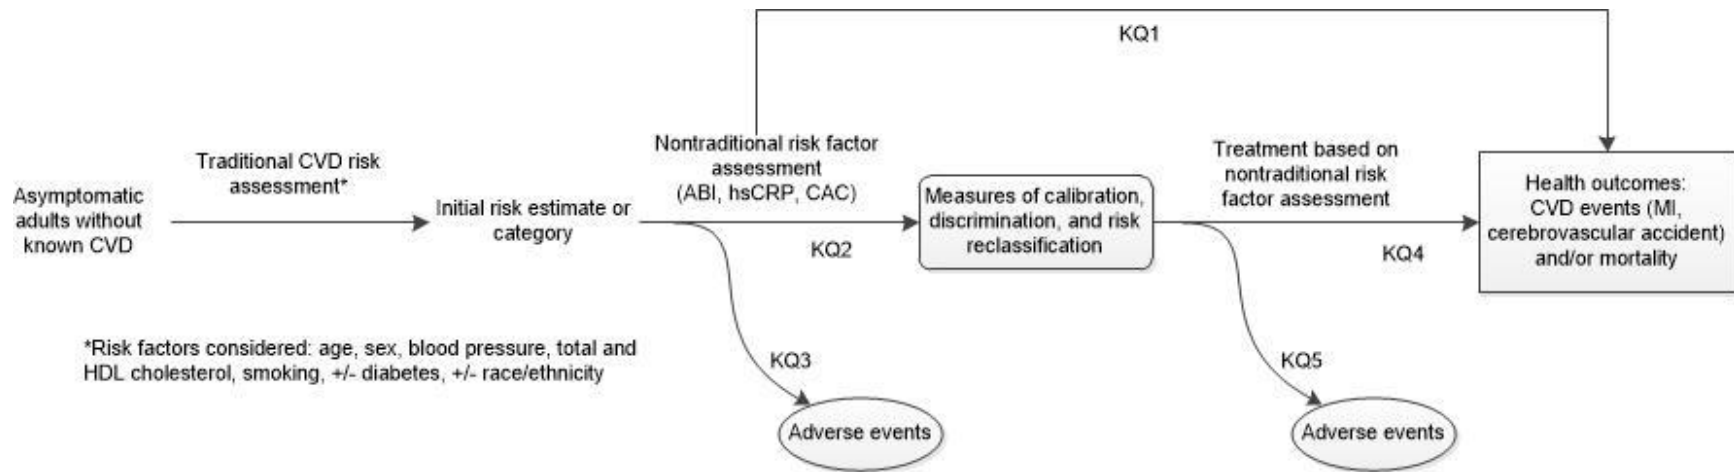 KQ1
Asymptomatic
adults without
known CVD
Traditional CVD risk
assessment*
Initial risk estimate or
category
Nontraditional risk factor
assessment
(ABI, hsCRP, CAC)
KQ2
Measures of calibration,
discrimination, and risk
reclassification
Treatment based on
nontraditional risk
factor assessment
KQ4
Health outcomes:
CVD events (MI,
cerebrovascular accident)
and/or mortality
*Risk factors considered: age, sex, blood pressure, total and
HDL cholesterol, smoking, +/- diabetes, +/- race/ethnicity
KQ3
Adverse events
KQ5
Adverse events